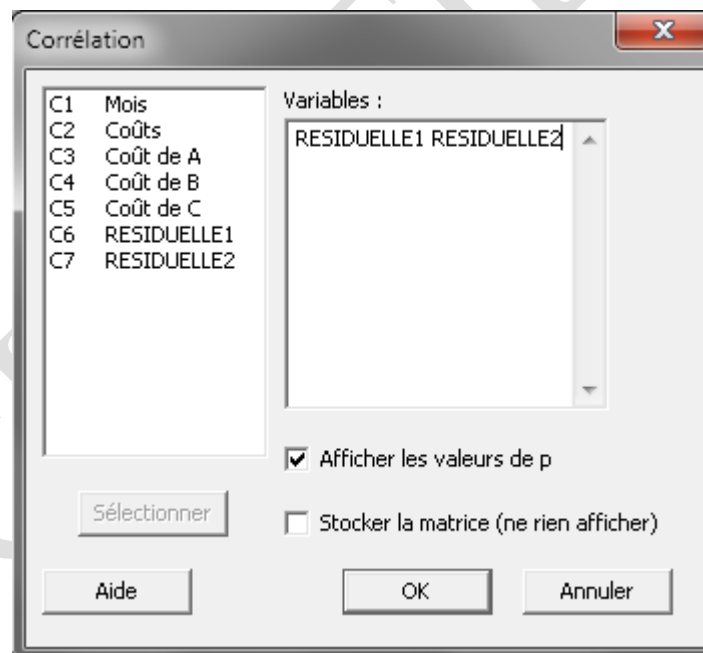 Corrélation
C1 Mois
C2 Coûts
C3 Coût de A
C4 Coût de B
C5 Coût de C
C6 RESIDUELLE1
C7 RESIDUELLE2
Variables :
RESIDUELLE1 RESIDUELLE2
Afficher les valeurs de p
Sélectionner
Stocker la matrice (ne rien afficher)
Aide
OK
Annuler